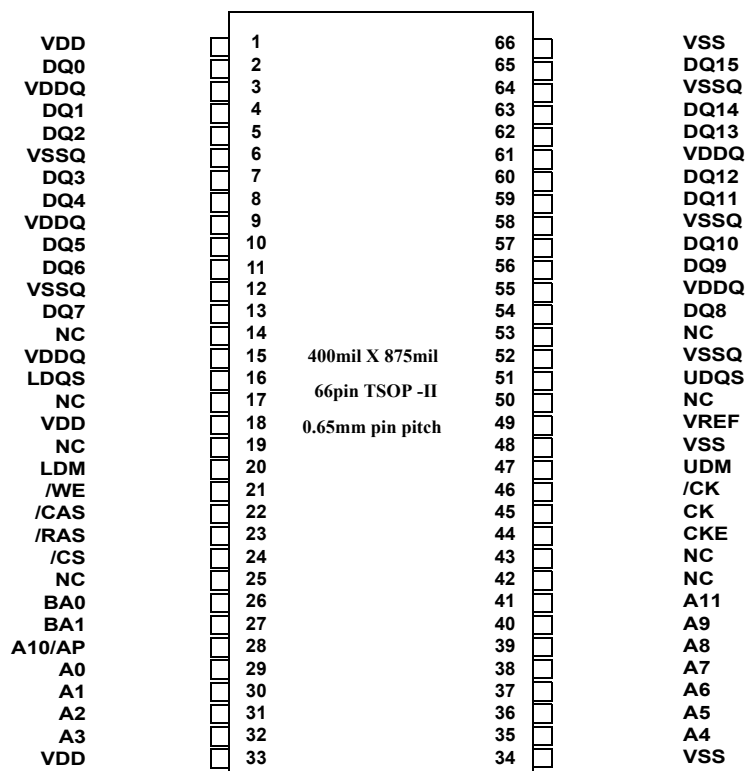 VDD 1 66 VSS
DQ0 2 65 DQ15
VDDQ 3 64 VSSQ
DQ1 4 63 DQ14
DQ2 5 62 DQ13
VSSQ 6 61 VDDQ
DQ3 7 60 DQ12
DQ4 8 59 DQ11
VDDQ 9 58 VSSQ
DQ5 10 57 DQ10
DQ6 11 56 DQ9
VSSQ 12 55 VDDQ
DQ7 13 54 DQ8
NC 14 53 NC
VDDQ 15 400mil X 875mil 52 VSSQ
LDQS 16 51 UDQS
66pin TSOP -II
NC 17 50 NC
VDD 18 0.65mm pin pitch 49 VREF
NC 19 48 VSS
LDM 20 47 UDM
/WE 21 46 /CK
/CAS 22 45 CK
/RAS 23 44 CKE
/CS 24 43 NC
NC 25 42 NC
BA0 26 41 A11
BA1 27 40 A9
A10/AP 28 39 A8
A0 29 38 A7
A1 30 37 A6
A2 31 36 A5
A3 32 35 A4
VDD 33 34 VSS